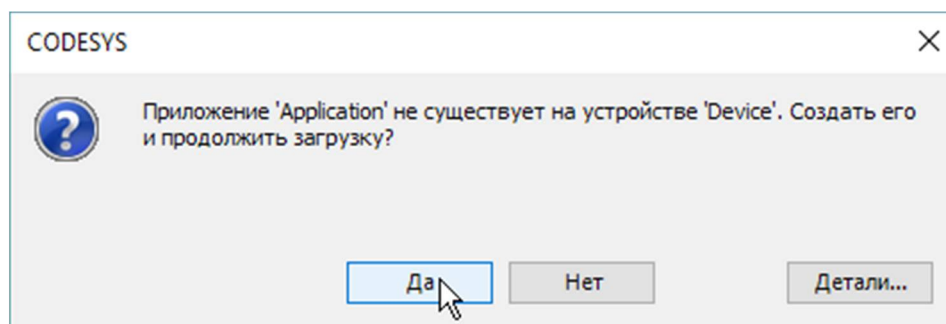 CODESYS
Приложение 'Application' не существует на устройстве 'Device'. Создать его
и продолжить загрузку?
Да Нет Детали...